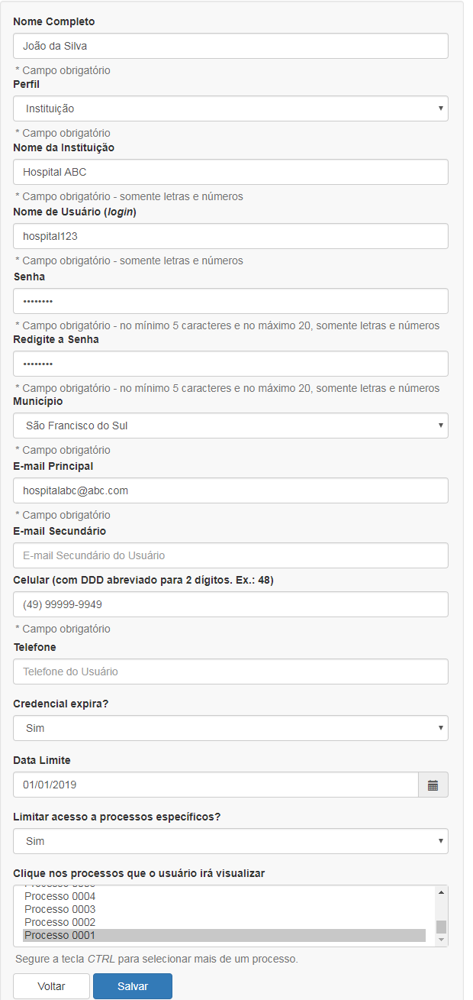 Nome Completo
João da Silva
* Campo obrigatório
Perfil
Instituição
* Campo obrigatório
Nome da Instituição
Hospital ABC
* Campo obrigatório - somente letras e números
Nome de Usuário (login)
hospital123
* Campo obrigatório - somente letras e números
Senha
••••••••
* Campo obrigatório - no mínimo 5 caracteres e no máximo 20, somente letras e números
Redigite a Senha
••••••••
* Campo obrigatório - no mínimo 5 caracteres e no máximo 20, somente letras e números
Município
São Francisco do Sul
* Campo obrigatório
E-mail Principal
hospitalabc@abc.com
* Campo obrigatório
E-mail Secundário
E-mail Secundário do Usuário
Celular (com DDD abreviado para 2 dígitos. Ex.: 48)
(49) 99999-9949
* Campo obrigatório
Telefone
Telefone do Usuário
Credencial expira?
Sim
Data Limite
01/01/2019
Limitar acesso a processos específicos?
Sim
Clique nos processos que o usuário irá visualizar
Processo 0004
Processo 0003
Processo 0002
Processo 0001
Segure a tecla CTRL para selecionar mais de um processo.
Voltar
Salvar